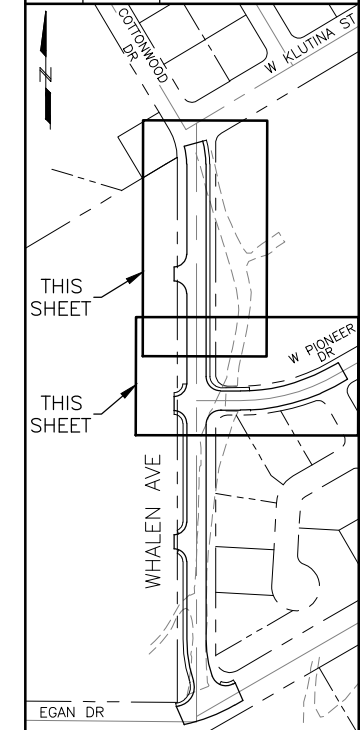 COTTONWOOD
DR
W KLUTINA ST
N
THIS
SHEET
W PIONEER
DR
THIS
SHEET
WHALEN AVE
EGAN DR